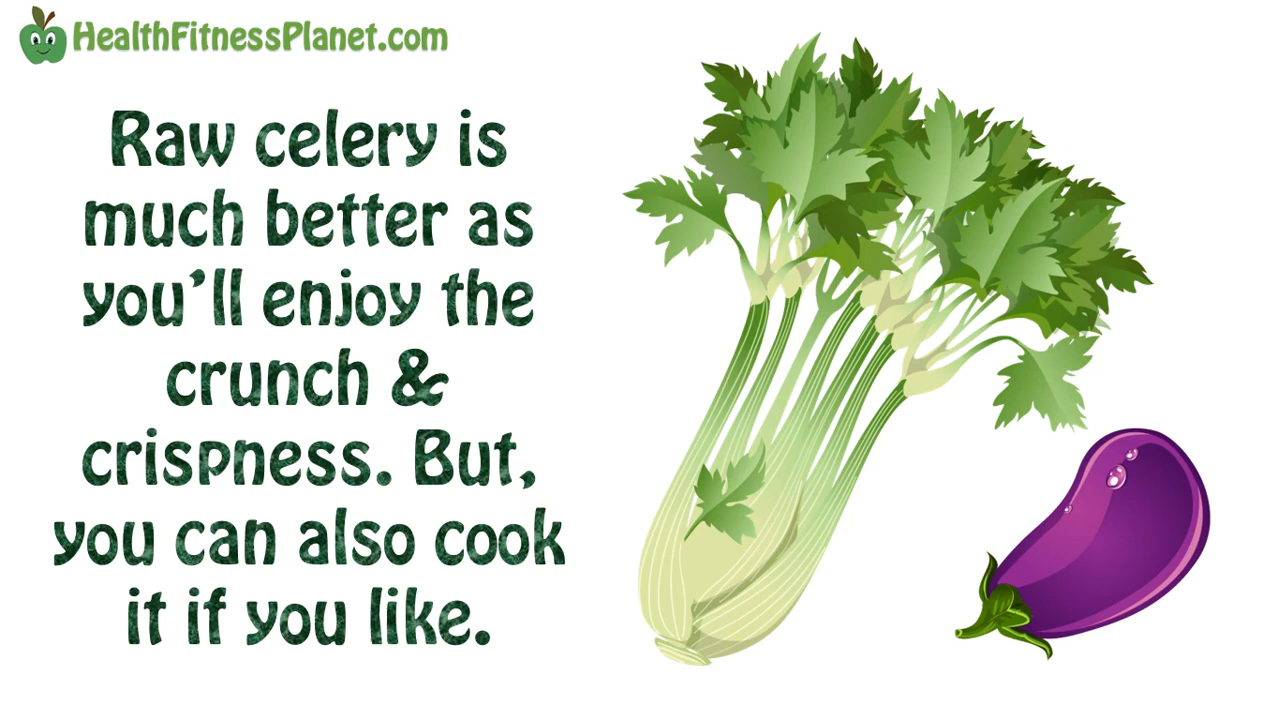 HealthFitnessPlanet.com
Raw celery is
much better as
you'll enjoy the
crunch &
crispness. But,
you can also cook
it if you like.